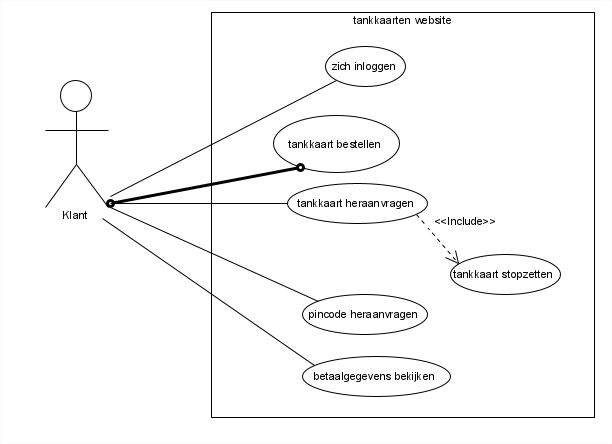 tankkaarten website
zich inloggen
tankkaart bestellen
tankkaart heraanvragen
Klant
<<Include>>
tankkaart stopzetten
pincode heraanvragen
betaalgegevens bekijken